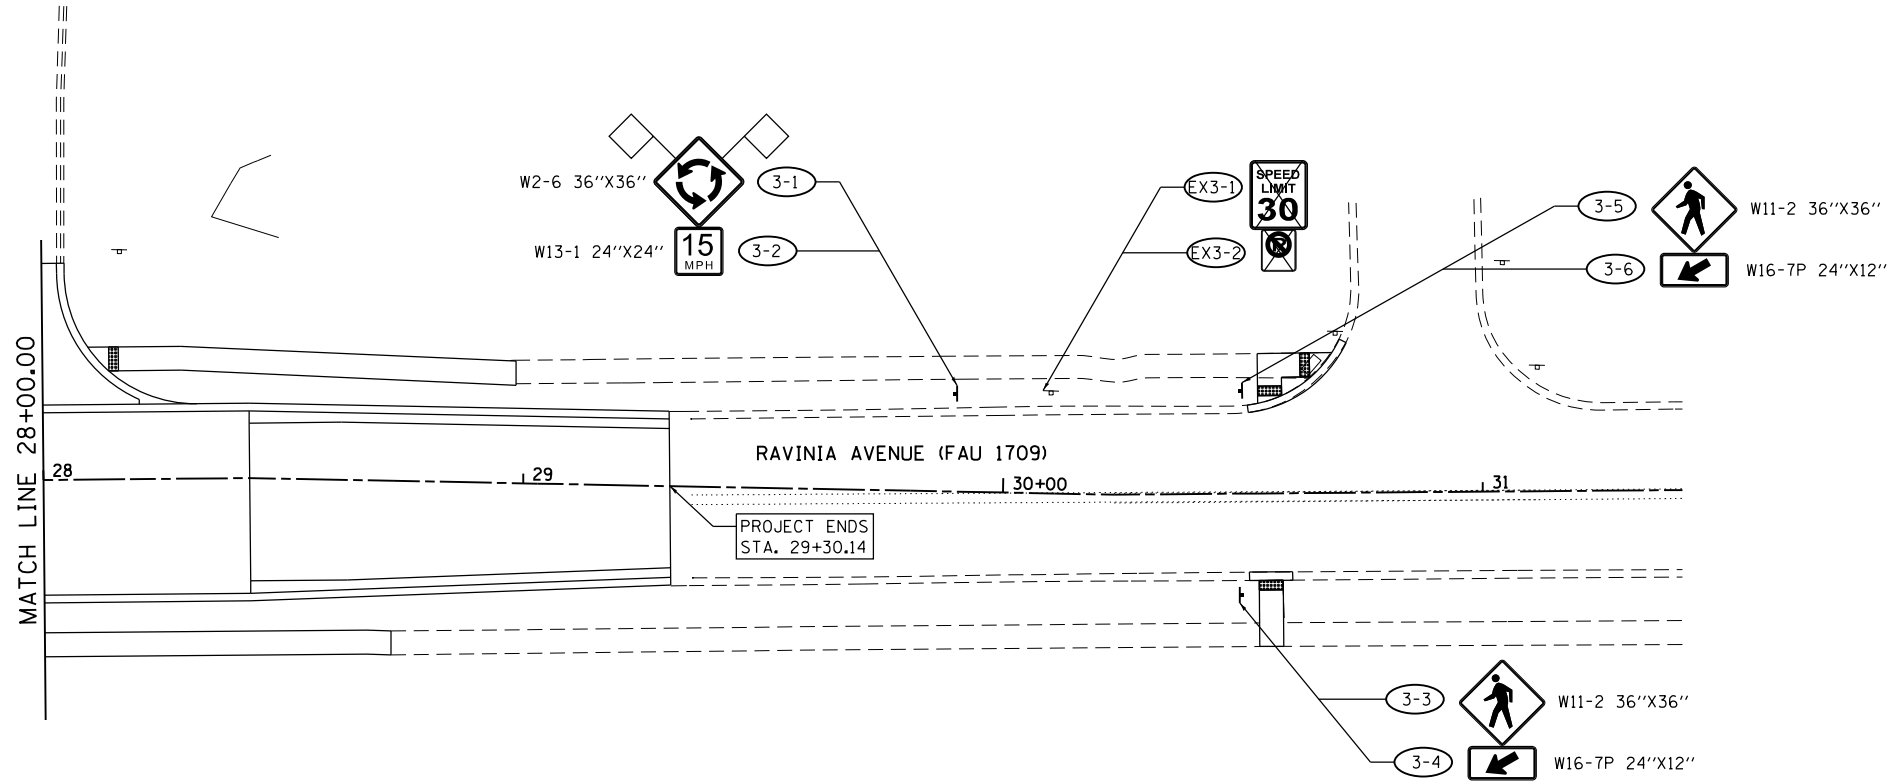 W2-6 36''X36''
3-1
W13-1 24''X24''
15
MPH
3-2
EX3-1
SPEED
LIMIT
30
EX3-2
P
3-5
W11-2 36''X36''
3-6
W16-7P 24''X12''
MATCH LINE 28+00.00
RAVINIA AVENUE (FAU 1709)
28
29
30+00
31
PROJECT ENDS
STA. 29+30.14
3-3
W11-2 36''X36''
3-4
W16-7P 24''X12''